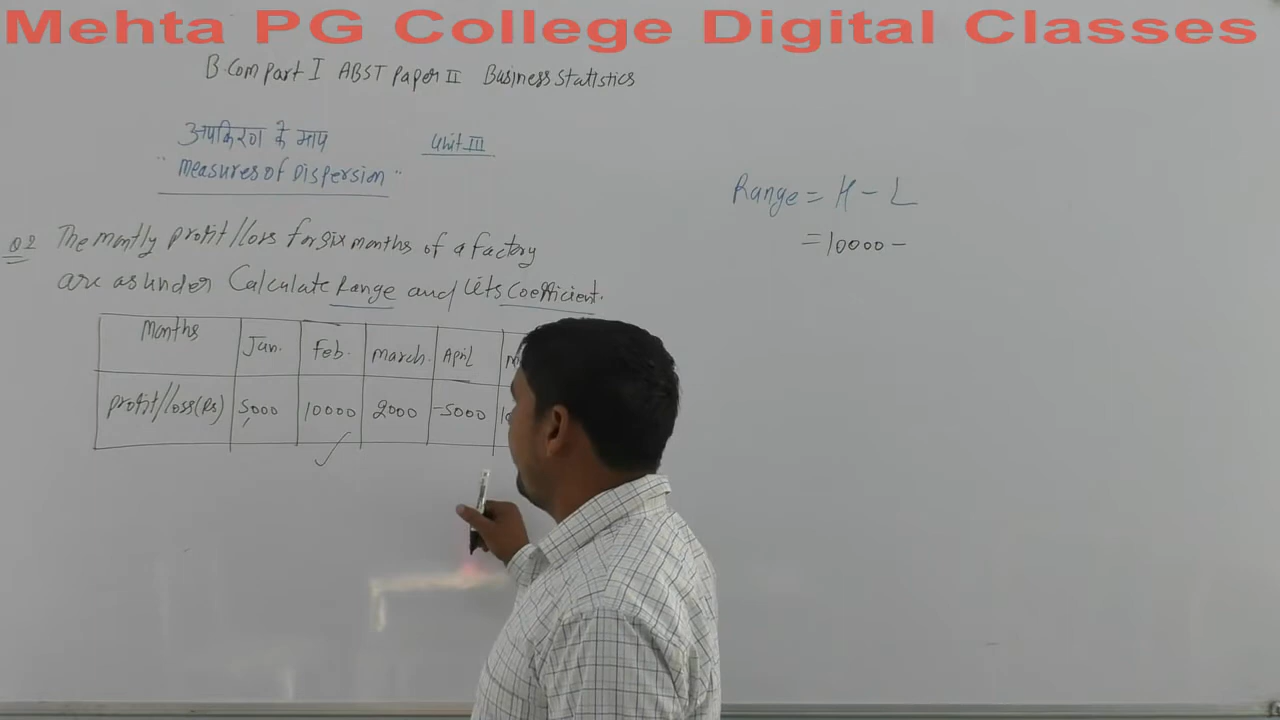 Mehta PG College Digital Classes
B.Com Part I ABST Paper II Business Statistics
अपकिरण के माप Unit III
"Measures of Dispersion"
Range = H - L
= 10000 -
Q2 The montly profit/loss for six months of a factory
are as under Calculate Range and it's Coefficient.
Months Jan. Feb. March. April
profit/loss(Rs) 5000 10000 2000 -5000